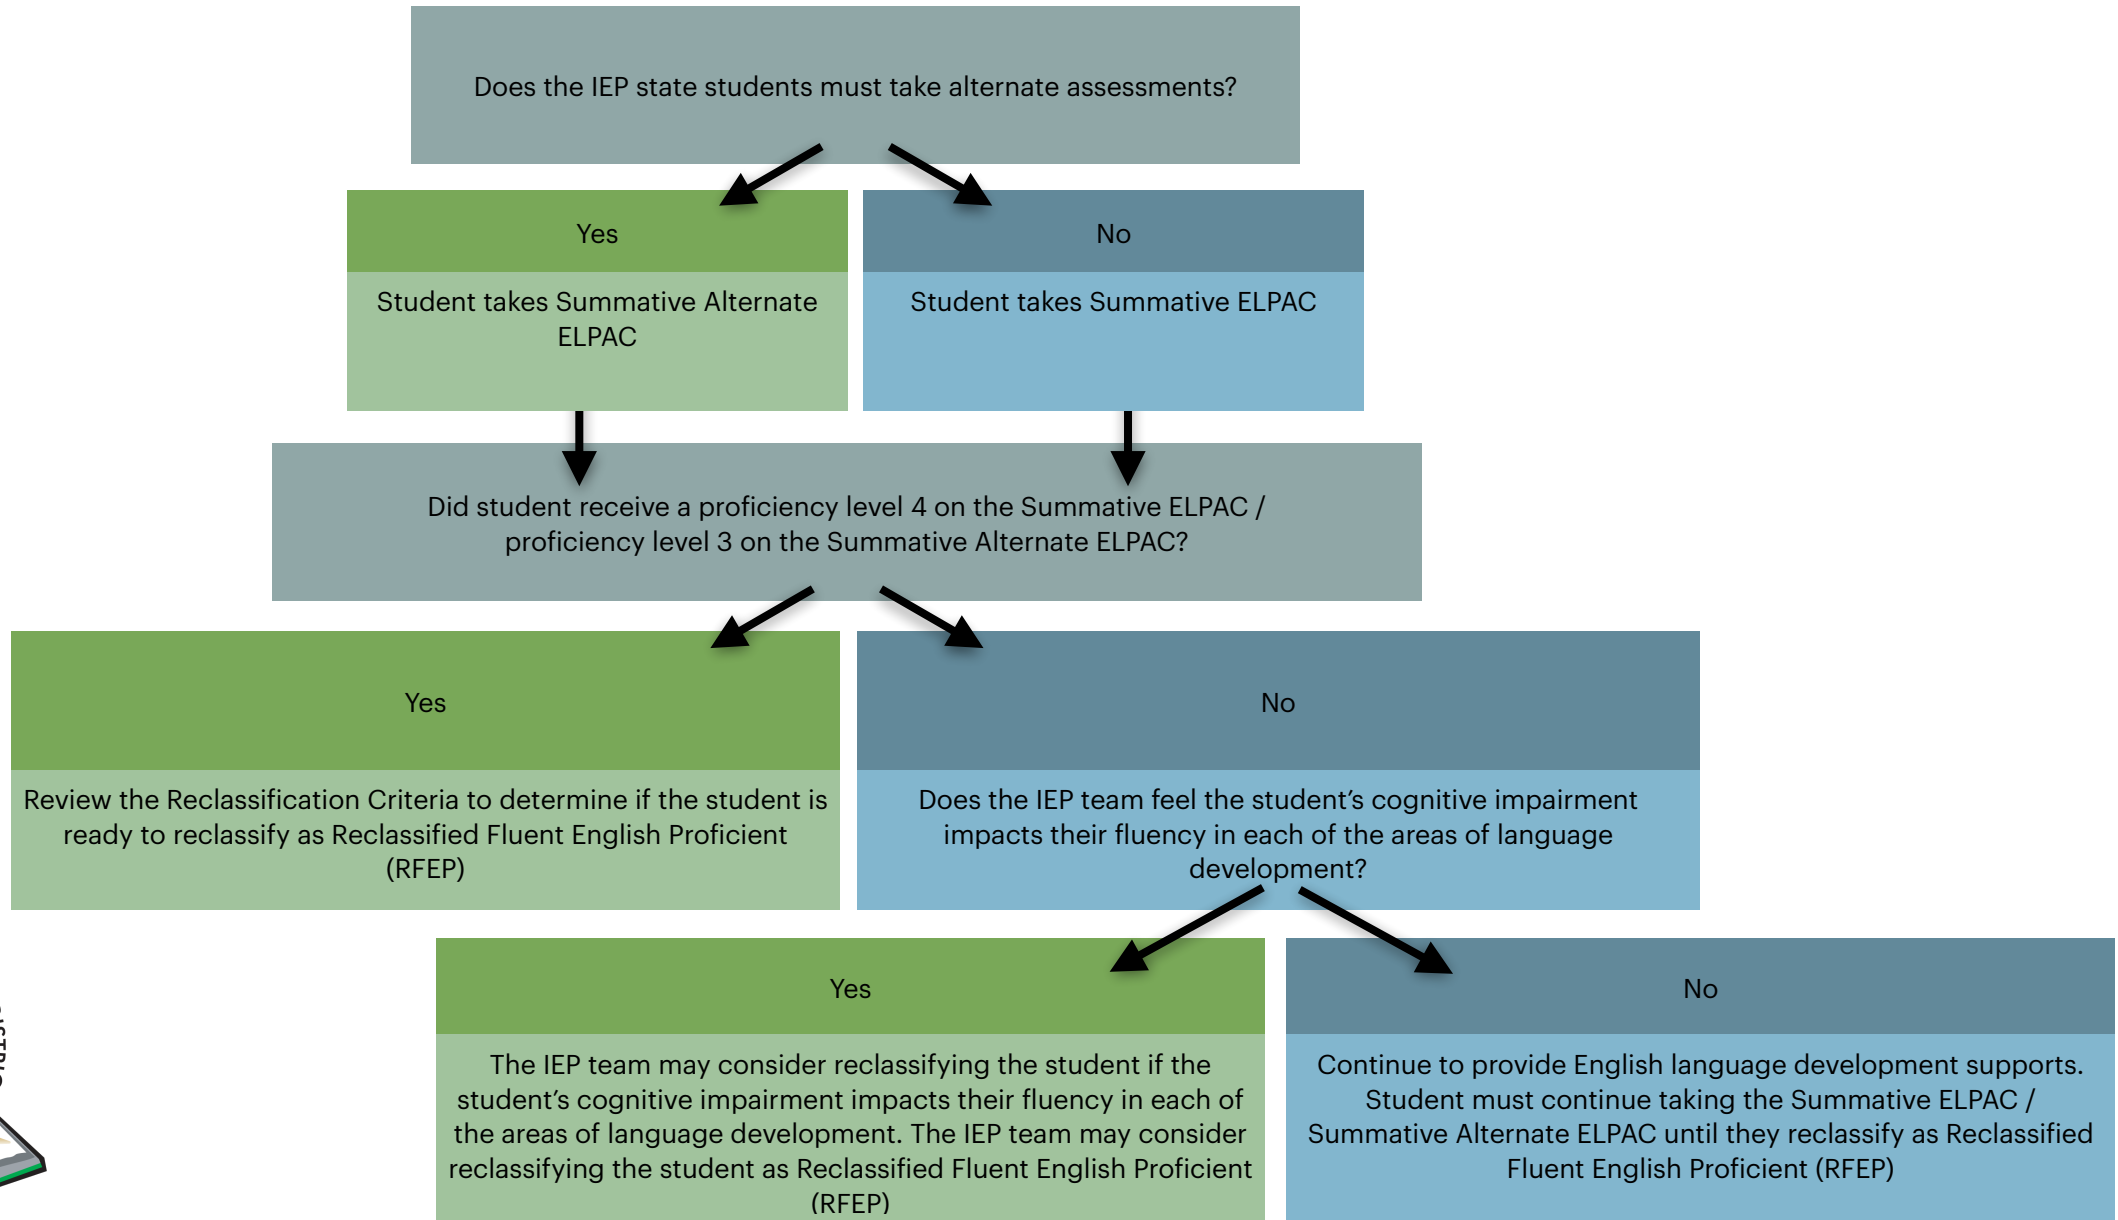 Does the IEP state students must take alternate assessments?
Yes
No
Student takes Summative Alternate
ELPAC
Student takes Summative ELPAC
Did student receive a proficiency level 4 on the Summative ELPAC /
proficiency level 3 on the Summative Alternate ELPAC?
Yes
No
Review the Reclassification Criteria to determine if the student is
ready to reclassify as Reclassified Fluent English Proficient
(RFEP)
Does the IEP team feel the student’s cognitive impairment
impacts their fluency in each of the areas of language
development?
Yes
No
The IEP team may consider reclassifying the student if the
student’s cognitive impairment impacts their fluency in each of
the areas of language development. The IEP team may consider
reclassifying the student as Reclassified Fluent English Proficient
(RFEP)
Continue to provide English language development supports.
Student must continue taking the Summative ELPAC /
Summative Alternate ELPAC until they reclassify as Reclassified
Fluent English Proficient (RFEP)